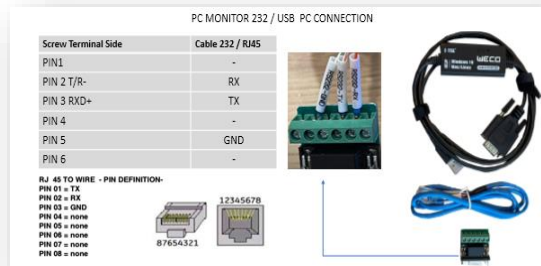 PC MONITOR 232 / USB PC CONNECTION
Screw Terminal Side Cable 232 / RJ45
PIN1 -
PIN 2 T/R- RX
PIN 3 RXD+ TX
PIN 4 -
PIN 5 GND
PIN 6 -
RJ 45 TO WIRE - PIN DEFINITION-
PIN 01 = TX
PIN 02 = RX
PIN 03 = GND
PIN 04 = none
PIN 05 = none
PIN 06 = none
PIN 07 = none
PIN 08 = none
12345678
87654321
WECO